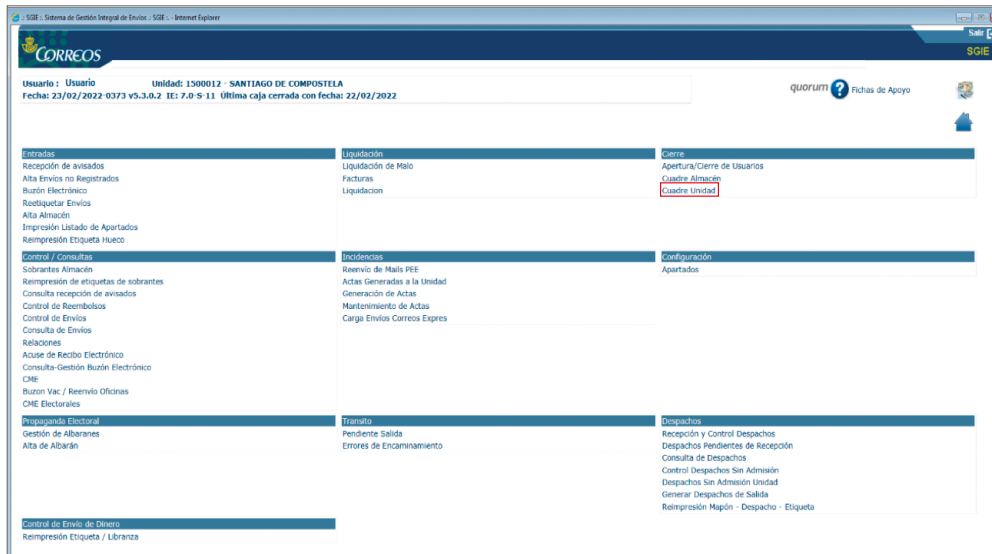 .: SGIE :. Sistema de Gestión Integral de Envíos .: SGIE :. - Internet Explorer
Salir
CORREOS
SGIE
Usuario : Usuario Unidad: 1500012 - SANTIAGO DE COMPOSTELA
Fecha: 23/02/2022-0373 v5.3.0.2 IE: 7.0-S-11 Última caja cerrada con fecha: 22/02/2022
quorum ? Fichas de Apoyo
Entradas
Recepción de avisados
Alta Envíos no Registrados
Buzón Electrónico
Reetiquetar Envíos
Alta Almacén
Impresión Listado de Apartados
Reimpresión Etiqueta Hueco
Liquidación
Liquidación de Malo
Facturas
Liquidacion
Cierre
Apertura/Cierre de Usuarios
Cuadre Almacén
Cuadre Unidad
Control / Consultas
Sobrantes Almacén
Reimpresión de etiquetas de sobrantes
Consulta recepción de avisados
Control de Reembolsos
Control de Envíos
Consulta de Envíos
Relaciones
Acuse de Recibo Electrónico
Consulta-Gestión Buzón Electrónico
CME
Buzon Vac / Reenvío Oficinas
CME Electorales
Incidencias
Reenvío de Mails PEE
Actas Generadas a la Unidad
Generación de Actas
Mantenimiento de Actas
Carga Envíos Correos Expres
Configuración
Apartados
Propaganda Electoral
Gestión de Albaranes
Alta de Albarán
Transito
Pendiente Salida
Errores de Encaminamiento
Despachos
Recepción y Control Despachos
Despachos Pendientes de Recepción
Consulta de Despachos
Control Despachos Sin Admisión
Despachos Sin Admisión Unidad
Generar Despachos de Salida
Reimpresión Mapón - Despacho - Etiqueta
Control de Envío de Dinero
Reimpresión Etiqueta / Libranza